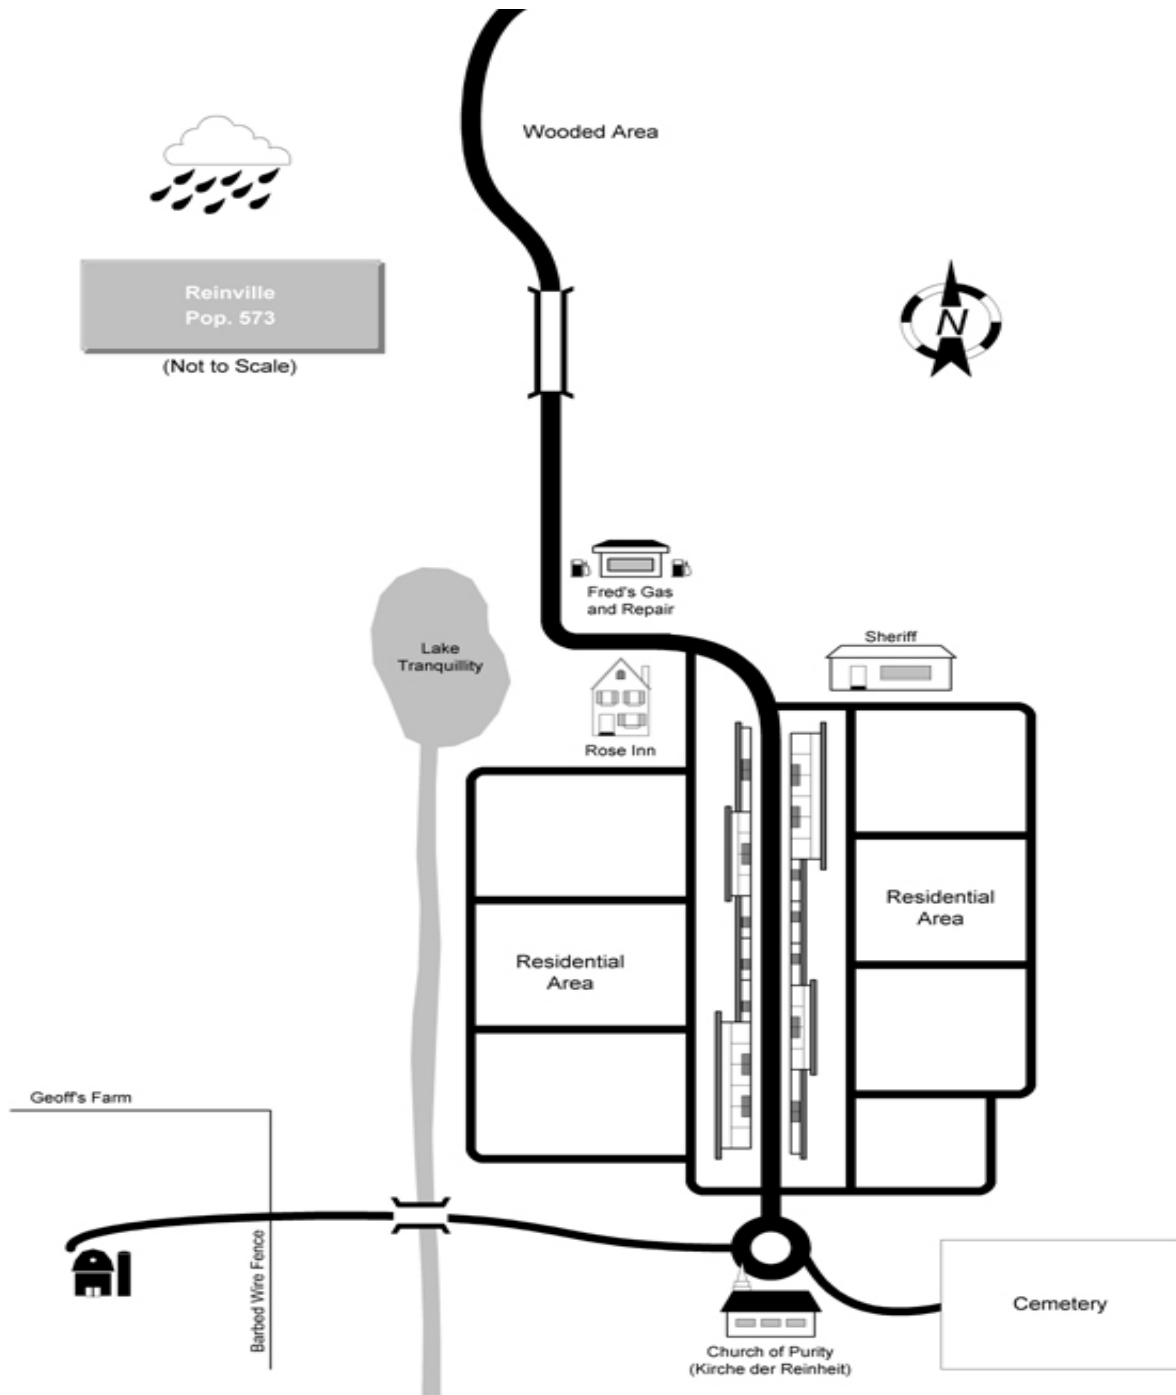 Wooded Area
Reinville
Pop. 573
(Not to Scale)
N
Fred's Gas
and Repair
Sheriff
Lake
Tranquillity
Rose Inn
Residential
Area
Residential
Area
Geoff's Farm
Barbed Wire Fence
Cemetery
Church of Purity
(Kirche der Reinheit)